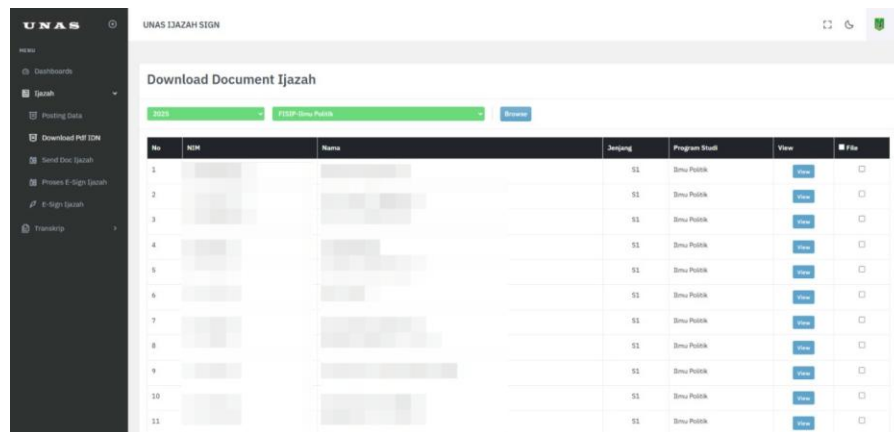 UNAS
UNAS IJAZAH SIGN
MENU
Dashboards
Ijazah
Posting Data
Download Pdf IDN
Send Doc Ijazah
Proses E-Sign Ijazah
E-Sign Ijazah
Transkrip
Download Document Ijazah
2025 FISIP-Ilmu Politik Browse
No NIM Nama Jenjang Program Studi View File
1 S1 Ilmu Politik View
2 S1 Ilmu Politik View
3 S1 Ilmu Politik View
4 S1 Ilmu Politik View
5 S1 Ilmu Politik View
6 S1 Ilmu Politik View
7 S1 Ilmu Politik View
8 S1 Ilmu Politik View
9 S1 Ilmu Politik View
10 S1 Ilmu Politik View
11 S1 Ilmu Politik View